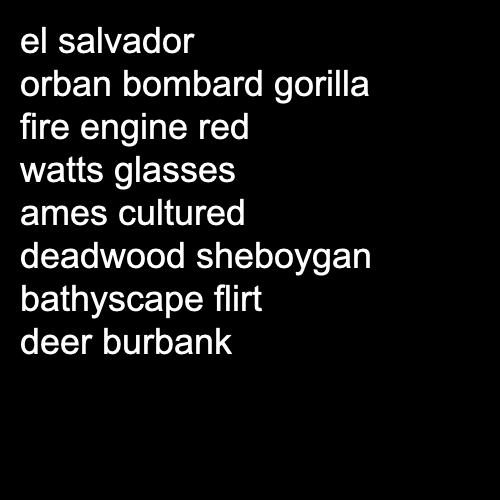 el salvador
orban bombard gorilla
fire engine red
watts glasses
ames cultured
deadwood sheboygan
bathyscape flirt
deer burbank